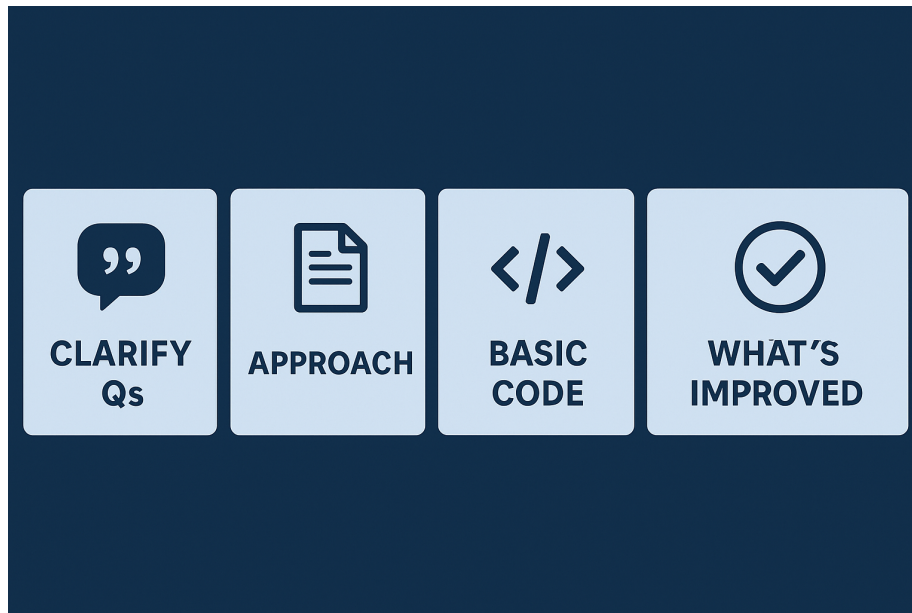 CLARIFY
Qs
APPROACH
BASIC
CODE
WHAT’S
IMPROVED